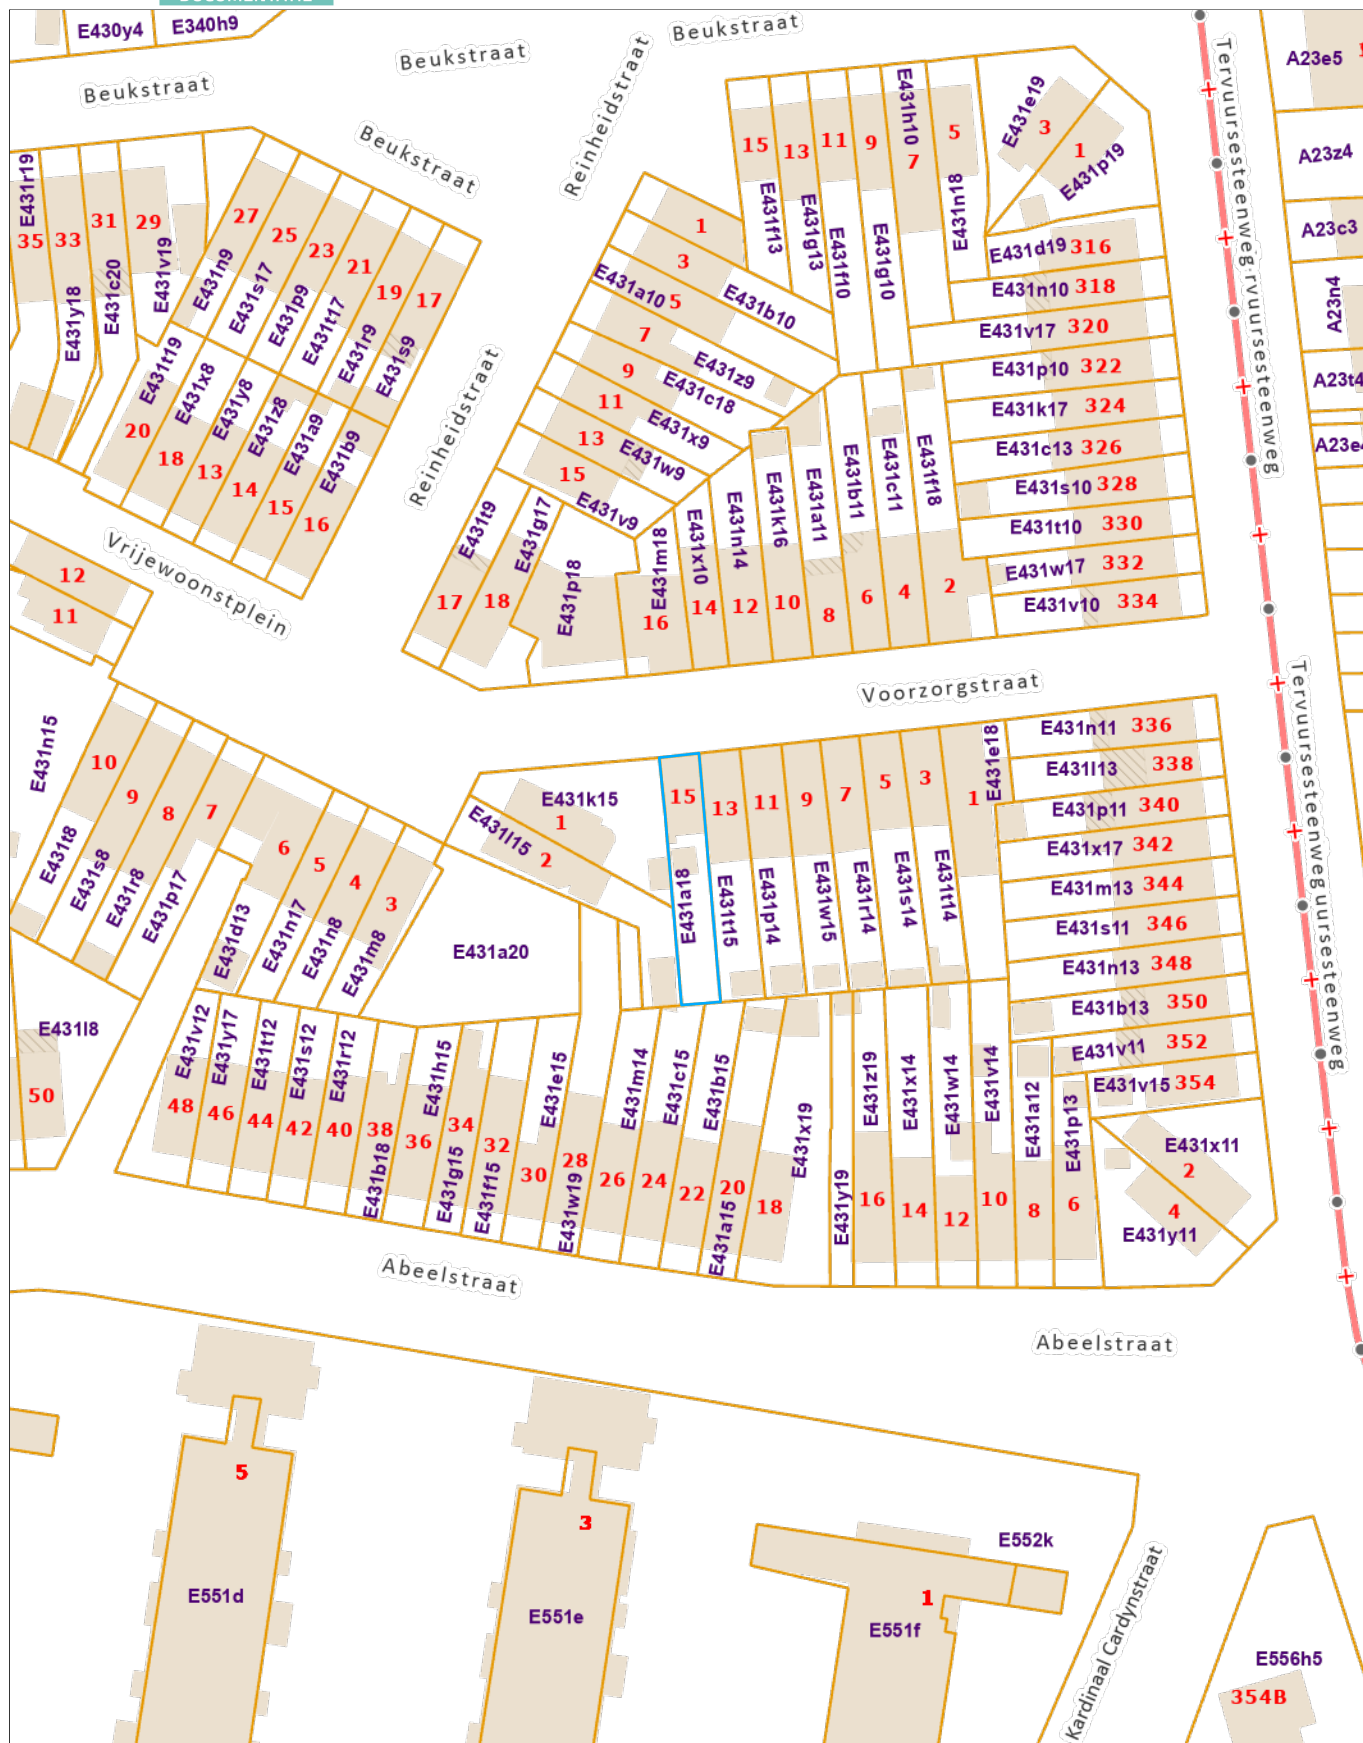 E430y4
E340h9
Beukstraat
Beukstraat
Beukstraat
Beukstraat
Reinheidstraat
Reinheidstraat
Tervuursesteenweg
Tervuursesteenweg
A23e5
A23z4
A23c3
A23n4
A23t4
E431r19
35
33
E431y18
31
E431c20
29
E431v19
27
E431n9
25
E431s17
23
E431p9
21
E431t17
19
E431r9
17
E431s9
E431t19
20
E431x8
18
E431y8
13
E431z8
14
E431a9
15
E431b9
16
1
E431b10
3
E431a10
5
7
E431z9
9
E431c18
11
E431x9
13
E431w9
15
E431v9
15
E431f13
13
E431g13
11
E431f10
9
E431g10
E431h10
7
5
E431n18
E431e19
3
1
E431p19
E431d19
316
E431n10
318
E431v17
320
E431p10
322
E431k17
324
E431c13
326
E431s10
328
E431t10
330
E431w17
332
E431v10
334
E431t9
17
E431g17
18
E431p18
E431m18
16
E431x10
14
E431n14
12
E431k16
10
E431a11
8
E431b11
6
E431c11
4
E431f18
2
Vrijewoonstplein
12
11
Voorzorgstraat
E431n15
10
E431t8
9
E431s8
8
E431r8
7
E431p17
E431d13
6
E431n17
5
E431n8
4
E431m8
3
E431k15
1
E431l15
2
E431a20
15
E431a18
13
E431t15
11
E431p14
9
E431w15
7
E431r14
5
E431s14
3
E431t14
1
E431e18
E431n11
336
E431l13
338
E431p11
340
E431x17
342
E431m13
344
E431s11
346
E431n13
348
E431b13
350
E431v11
352
E431v15
354
E431x11
2
4
E431y11
E431l8
50
E431v12
48
E431y17
46
E431t12
44
E431s12
42
E431r12
40
38
E431b18
36
E431h15
34
E431g15
32
E431f15
30
E431e15
28
E431w19
26
E431m14
24
E431c15
22
E431b15
20
E431a15
18
E431x19
E431y19
E431z19
16
E431x14
14
E431w14
12
E431v14
10
E431a12
8
E431p13
6
Abeelstraat
Abeelstraat
5
E551d
3
E551e
1
E551f
E552k
Kardinaal Cardynstraat
E556h5
354B